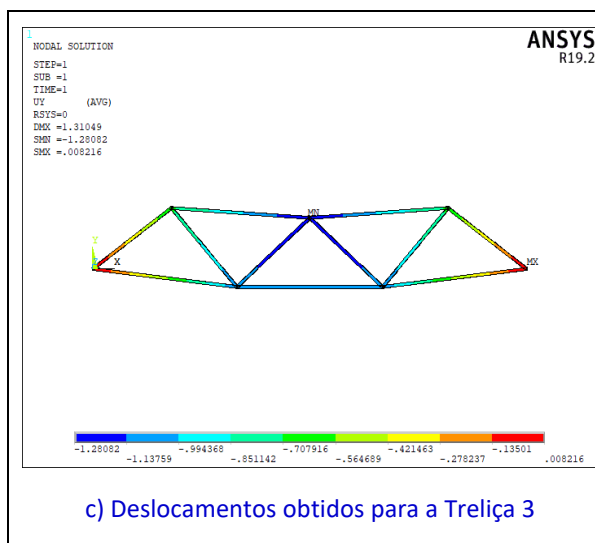 1
NODAL SOLUTION
ANSYS
R19.2
STEP=1
SUB =1
TIME=1
UY (AVG)
RSYS=0
DMX =1.31049
SMN =-1.28082
SMX =.008216
MN
Y
X
MX
-1.28082 -.994368 -.707916 -.421463 -.13501
-1.13759 -.851142 -.564689 -.278237 .008216
c) Deslocamentos obtidos para a Treliça 3